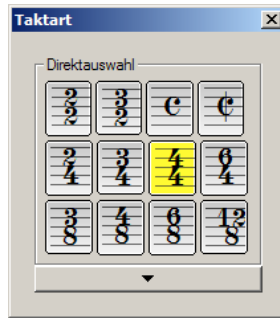 Taktart
Direktauswahl
2/2 3/2 C ¢
2/4 3/4 4/4 6/4
3/8 4/8 6/8 12/8